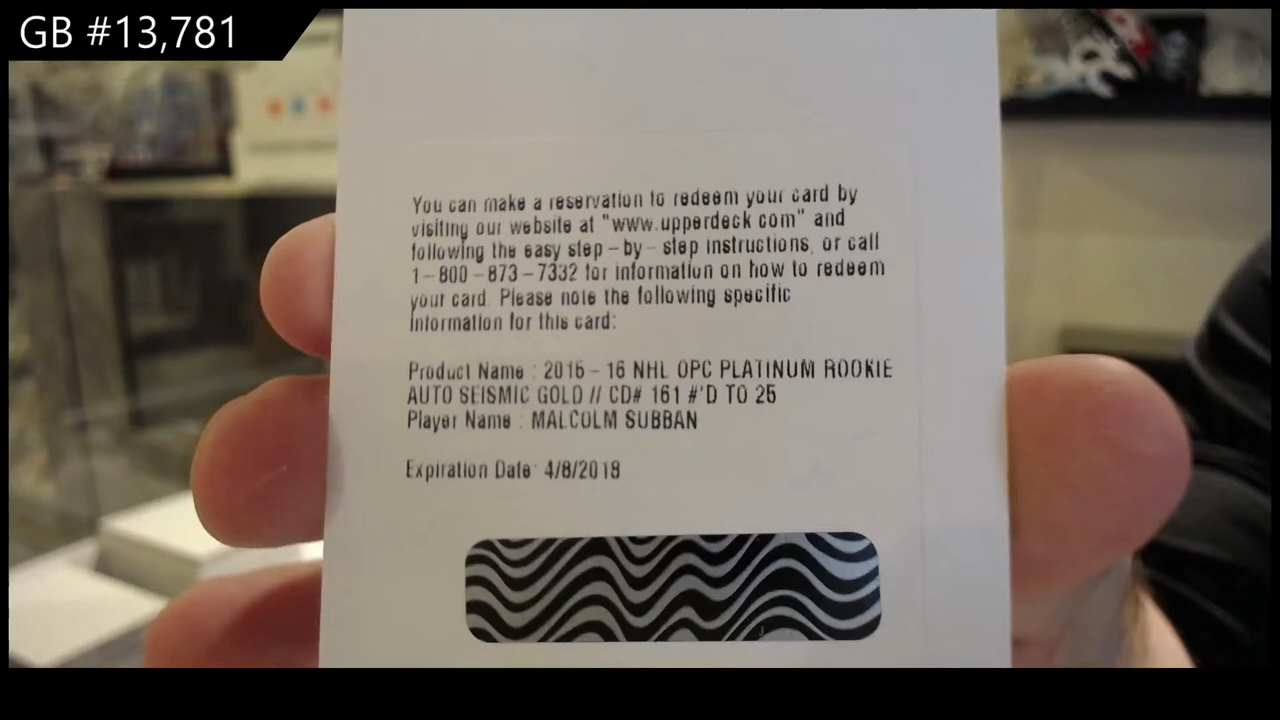 GB #13,781
You can make a reservation to redeem your card by
visiting our website at "www.upperdeck com" and
following the easy step-by-step instructions, or call
1-800-873-7332 for information on how to redeem
your card. Please note the following specific
information for this card:
Product Name : 2015-16 NHL OPC PLATINUM ROOKIE
AUTO SEISMIC GOLD // CD# 161 #'D TO 25
Player Name : MALCOLM SUBBAN
Expiration Date: 4/8/2018